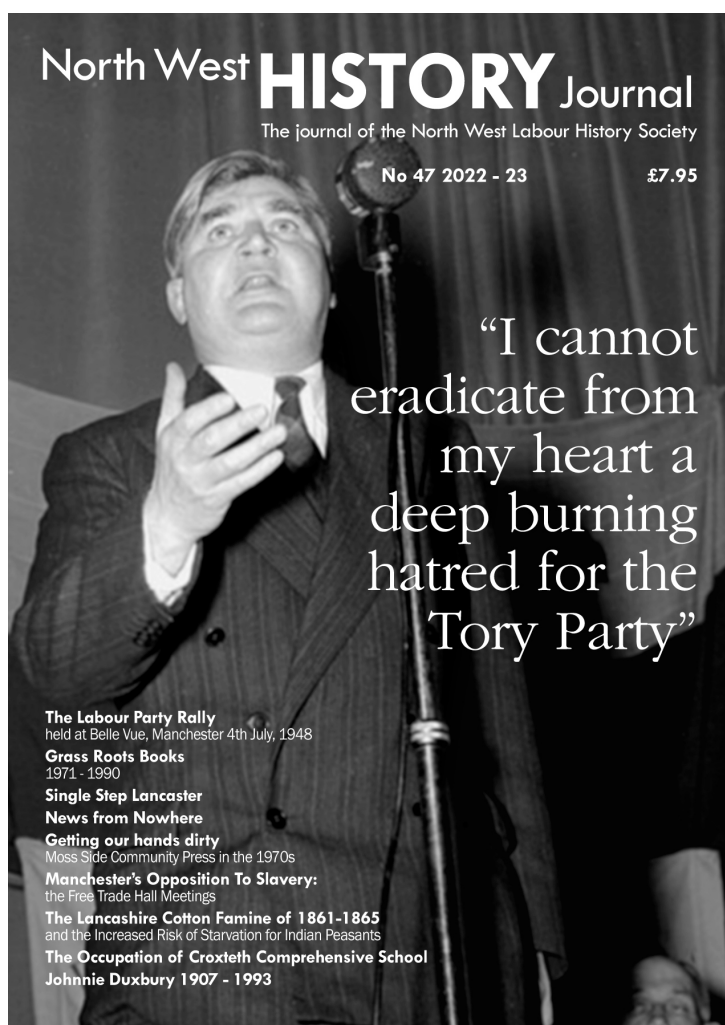 North West HISTORY Journal
The journal of the North West Labour History Society
No 47 2022 - 23 £7.95
“I cannot
eradicate from
my heart a
deep burning
hatred for the
Tory Party”
The Labour Party Rally
held at Belle Vue, Manchester 4th July, 1948
Grass Roots Books
1971 - 1990
Single Step Lancaster
News from Nowhere
Getting our hands dirty
Moss Side Community Press in the 1970s
Manchester’s Opposition To Slavery:
the Free Trade Hall Meetings
The Lancashire Cotton Famine of 1861-1865
and the Increased Risk of Starvation for Indian Peasants
The Occupation of Croxteth Comprehensive School
Johnnie Duxbury 1907 - 1993